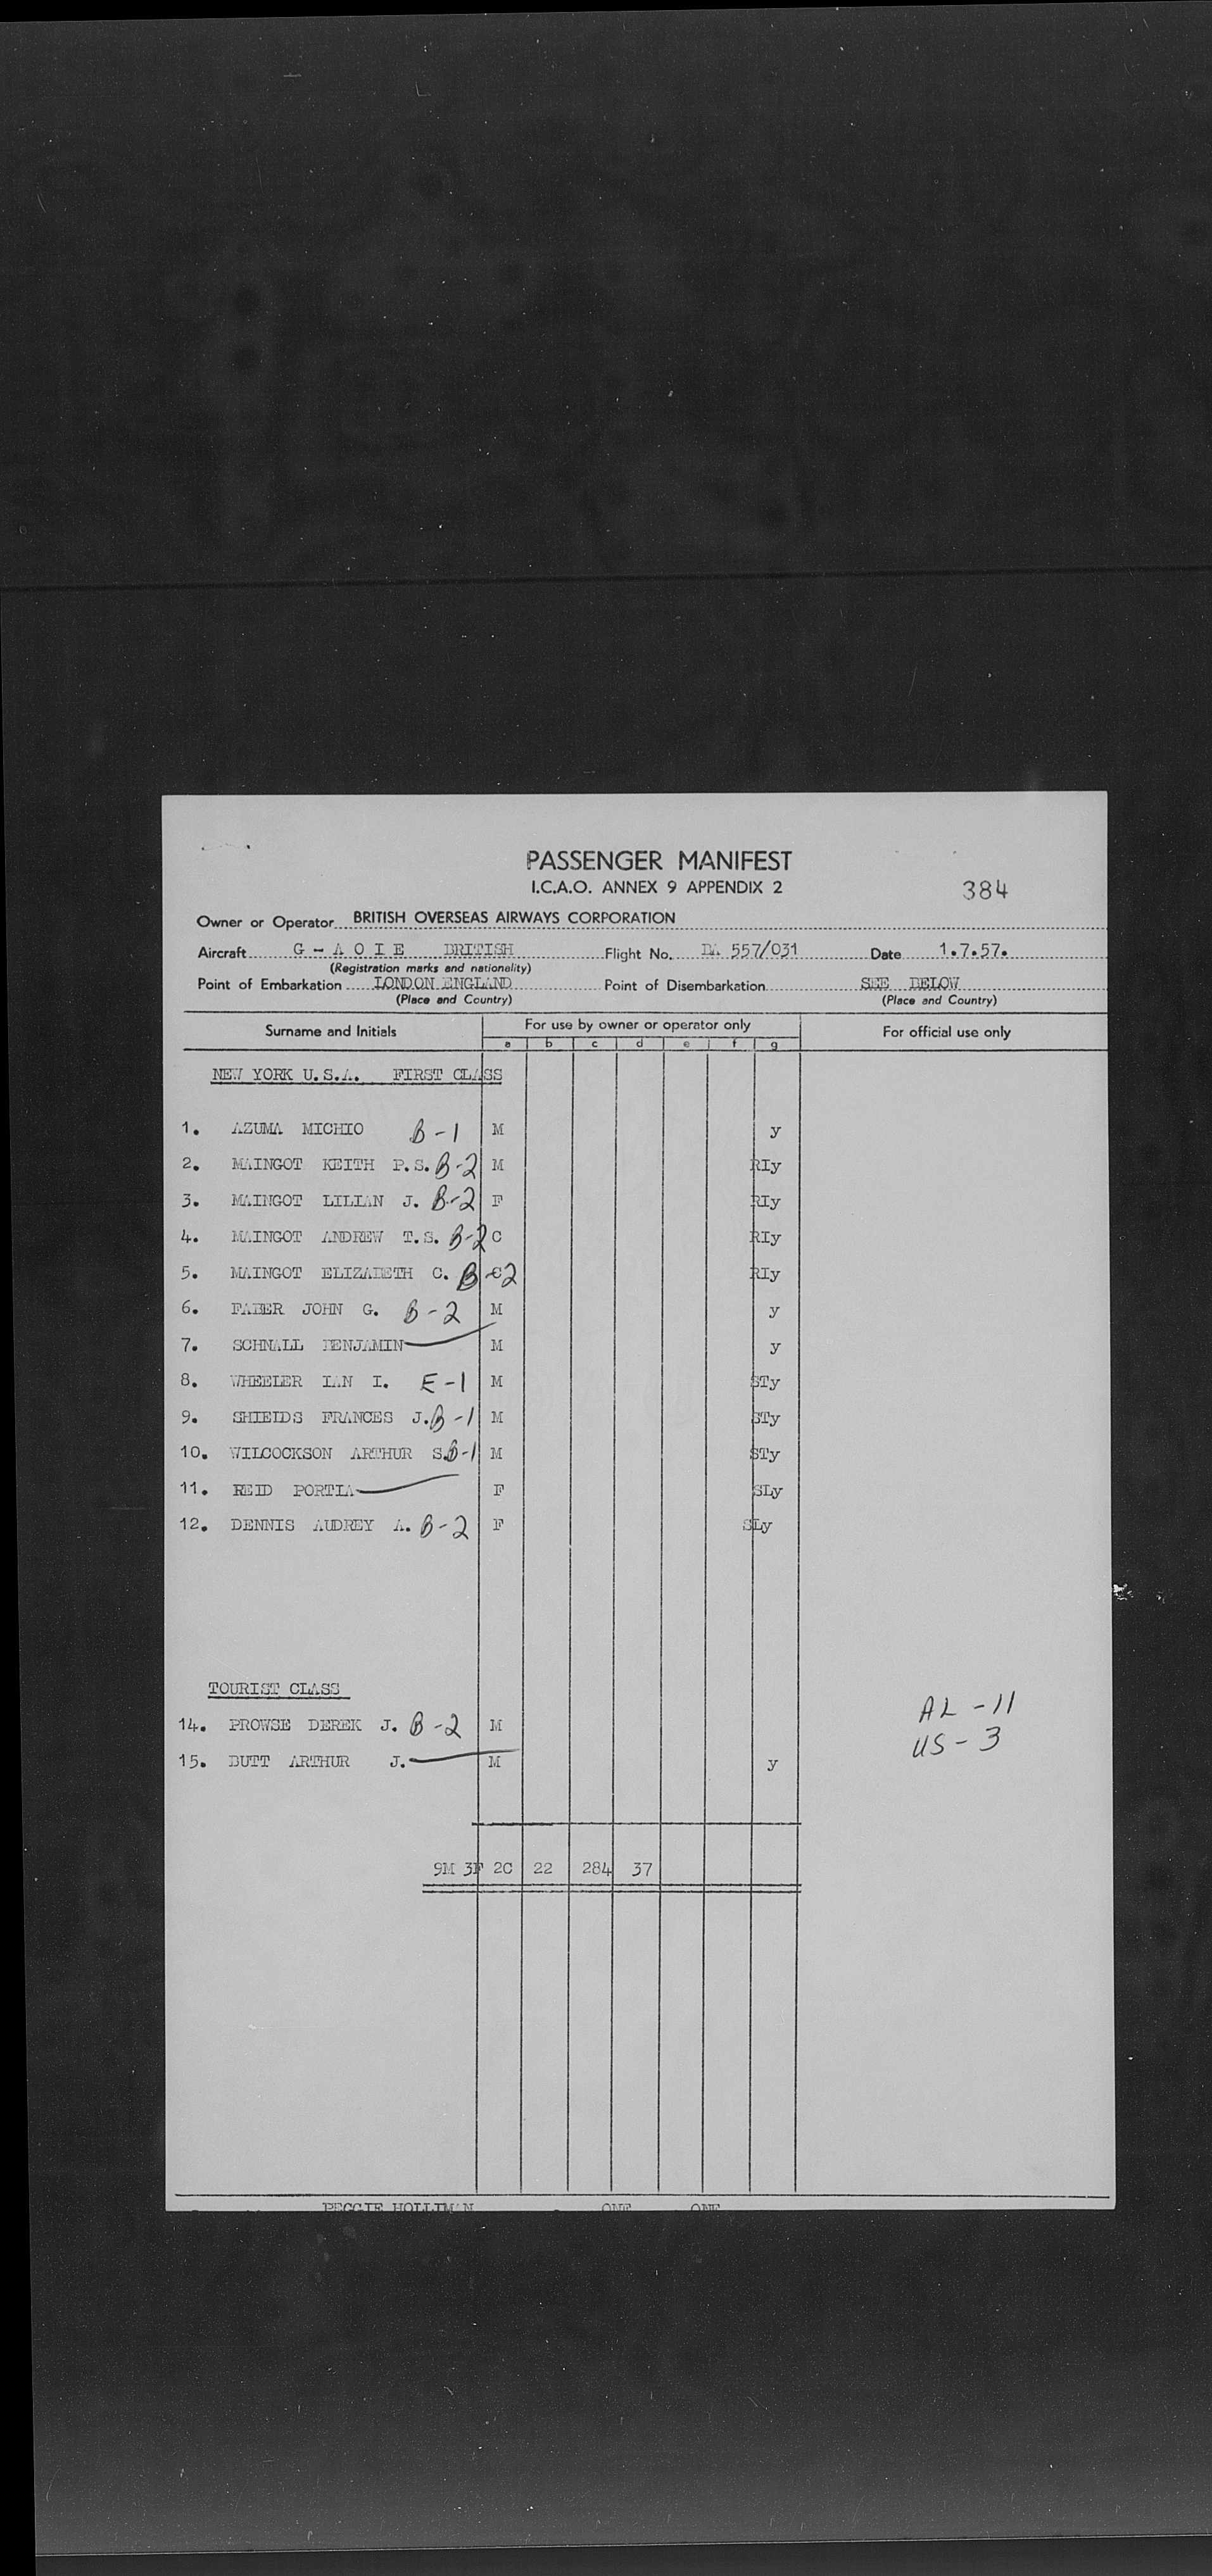 PASSENGER MANIFEST
I.C.A.O. ANNEX 9 APPENDIX 2
384
Owner or Operator BRITISH OVERSEAS AIRWAYS CORPORATION
Aircraft G - A O I E BRITISH Flight No. BA 557/031 Date 1.7.57.
(Registration marks and nationality)
Point of Embarkation LONDON ENGLAND Point of Disembarkation SEE BELOW
(Place and Country) (Place and Country)
Surname and Initials For use by owner or operator only For official use only
a b c d e f g
NEW YORK U.S.A. FIRST CLASS
1. AZUMA MICHIO B-1 M y
2. MAINGOT KEITH P.S. B-2 M RIy
3. MAINGOT LILIAN J. B-2 F RIy
4. MAINGOT ANDREW T.S. B-2 C RIy
5. MAINGOT ELIZABETH C. B-2 C RIy
6. FABER JOHN G. B-2 M y
7. SCHNALL BENJAMIN M y
8. WHEELER IAN I. E-1 M STy
9. SHIEIDS FRANCES J. B-1 M STy
10. WILCOCKSON ARTHUR S. B-1 M STy
11. REID PORTIA F SLy
12. DENNIS AUDREY A. B-2 F SLy
TOURIST CLASS
14. PROWSE DEREK J. B-2 M
15. BUTT ARTHUR J. M y
AL - 11
US - 3
9M 3F 2C 22 284 37
PEGGIE HOLLIMAN ONE ONE